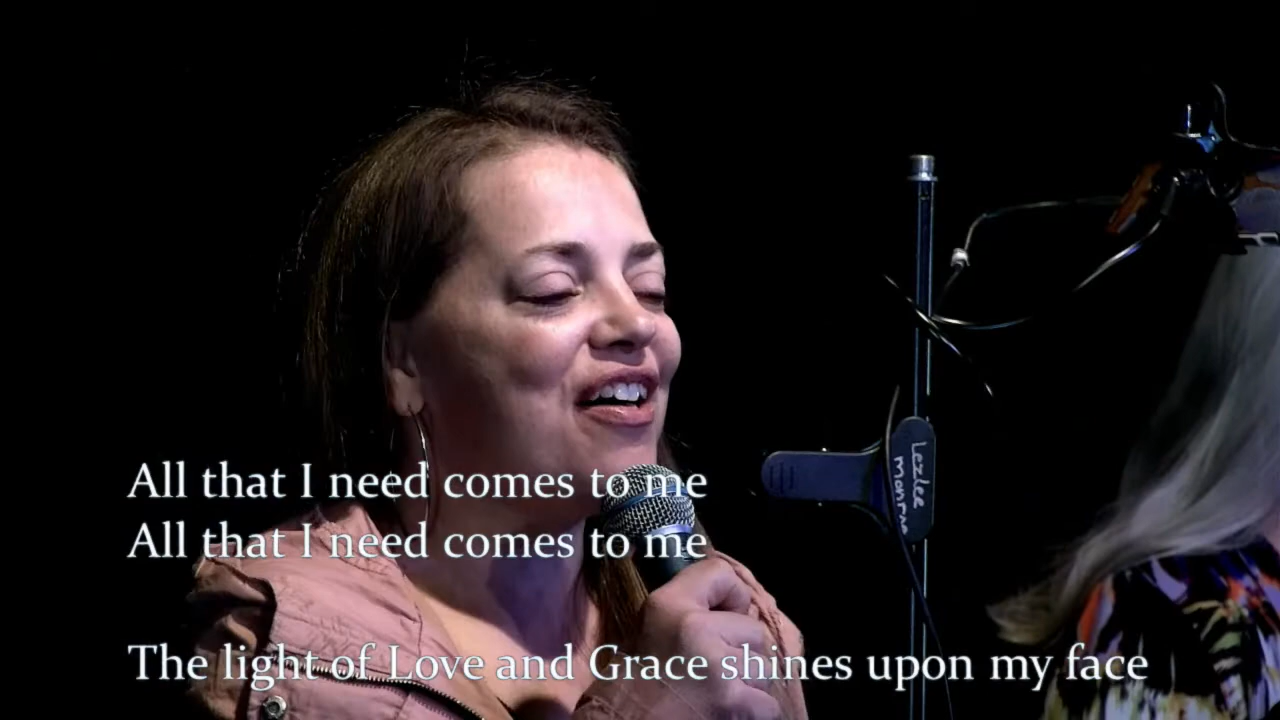 All that I need comes to me
All that I need comes to me
The light of Love and Grace shines upon my face
Lezlee